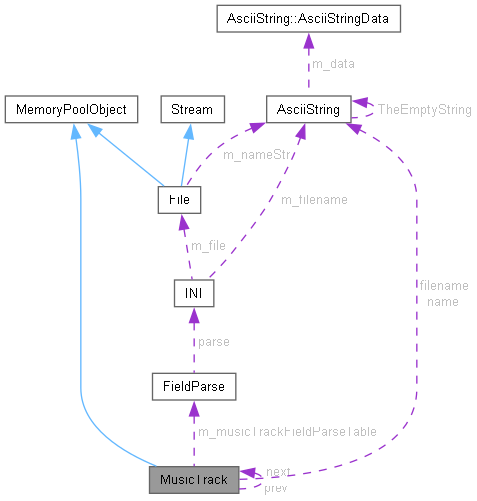 AsciiString::AsciiStringData
m_data
MemoryPoolObject
Stream
AsciiString
TheEmptyString
m_nameStr
File
m_filename
m_file
filename
name
INI
parse
FieldParse
m_musicTrackFieldParseTable
MusicTrack
next
prev